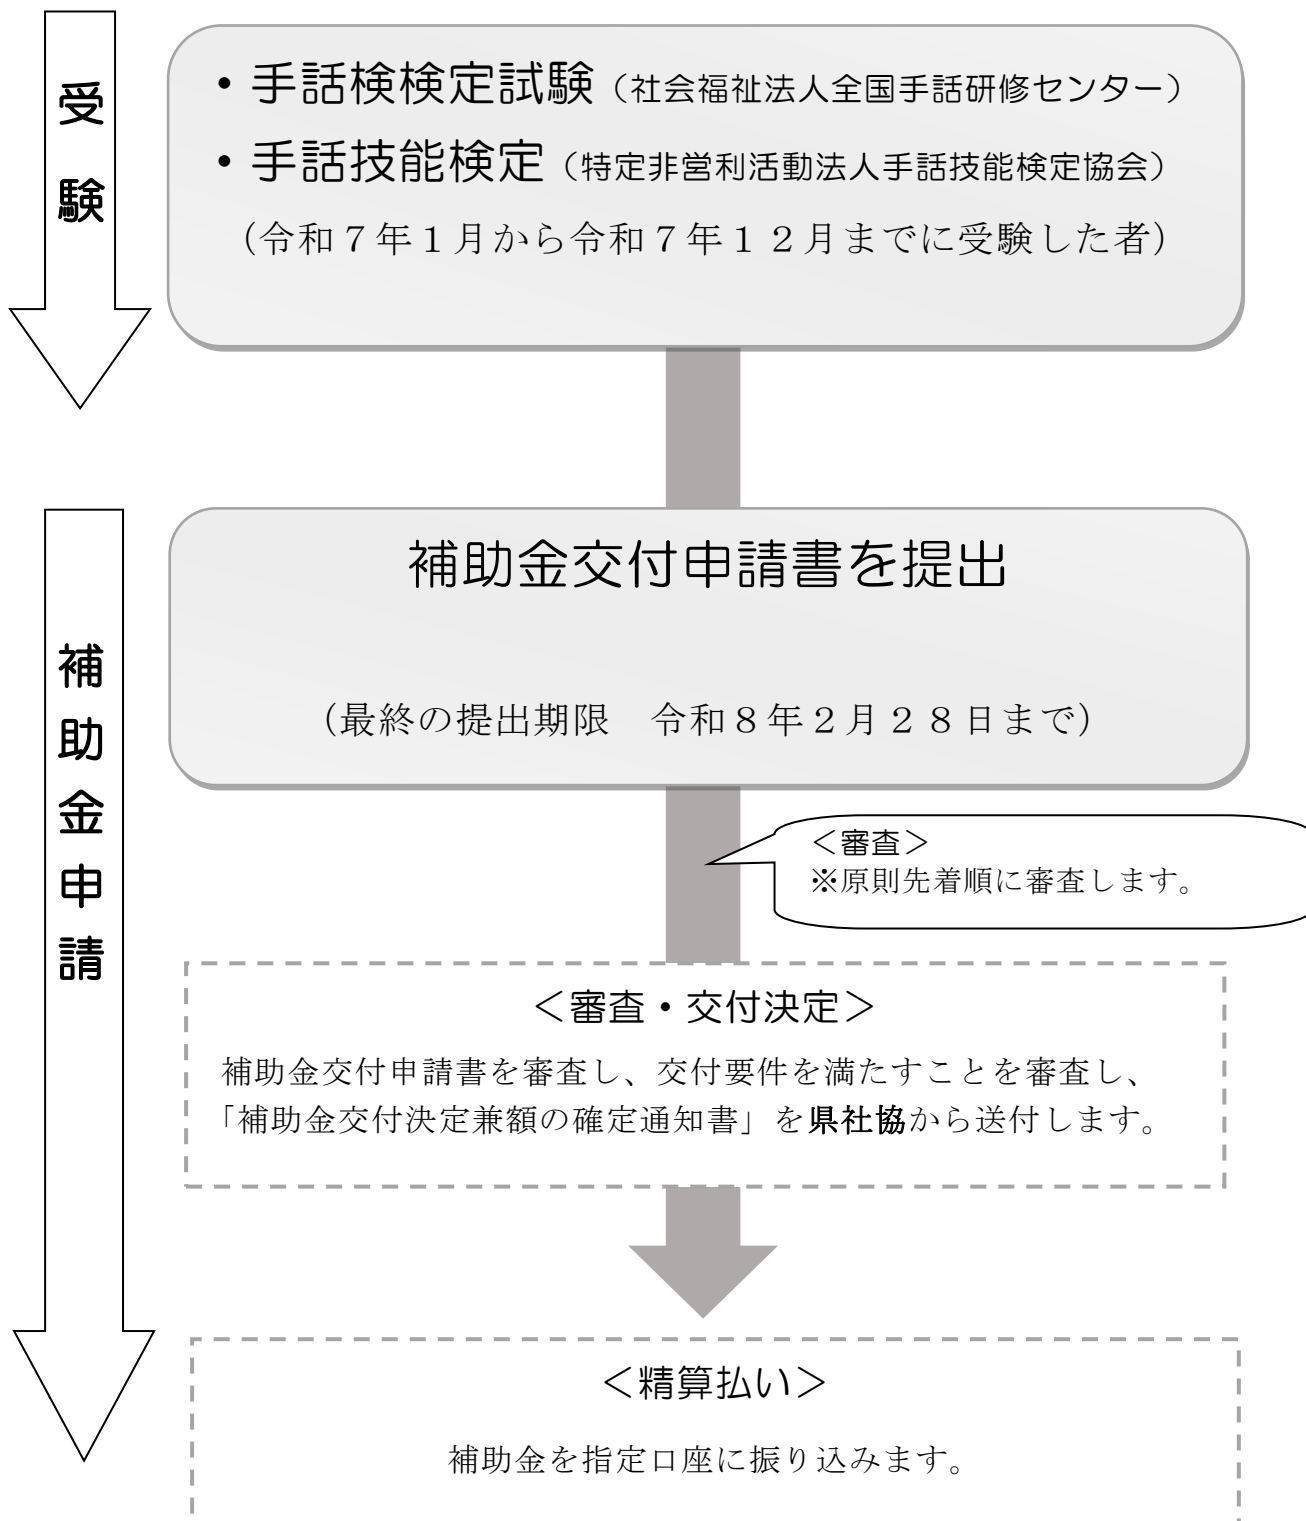 受験
・手話検検定試験（社会福祉法人全国手話研修センター）
・手話技能検定（特定非営利活動法人手話技能検定協会）
（令和７年１月から令和７年１２月までに受験した者）
補助金申請
補助金交付申請書を提出
（最終の提出期限　令和８年２月２８日まで）
＜審査＞
※原則先着順に審査します。
＜審査・交付決定＞
補助金交付申請書を審査し、交付要件を満たすことを審査し、
「補助金交付決定兼額の確定通知書」を県社協から送付します。
＜精算払い＞
補助金を指定口座に振り込みます。